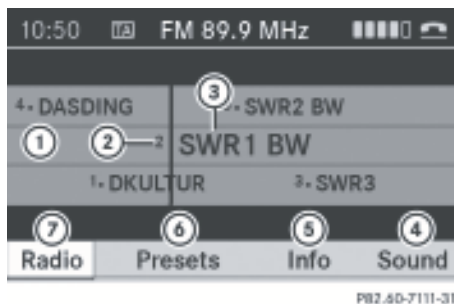 10:50 TA FM 89.9 MHz
3
4• DASDING • SWR2 BW
1 2 2 SWR1 BW
1• DKULTUR 3• SWR3
7 6 5 4
Radio Presets Info Sound
P82.60-7111-31